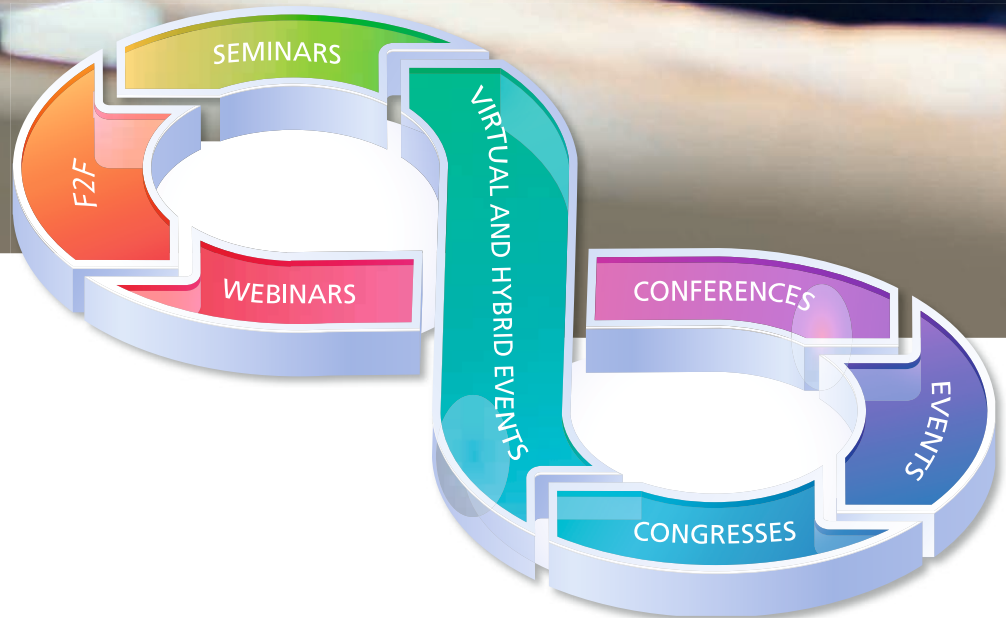 SEMINARS
F2F
WEBINARS
VIRTUAL AND HYBRID EVENTS
CONFERENCES
EVENTS
CONGRESSES